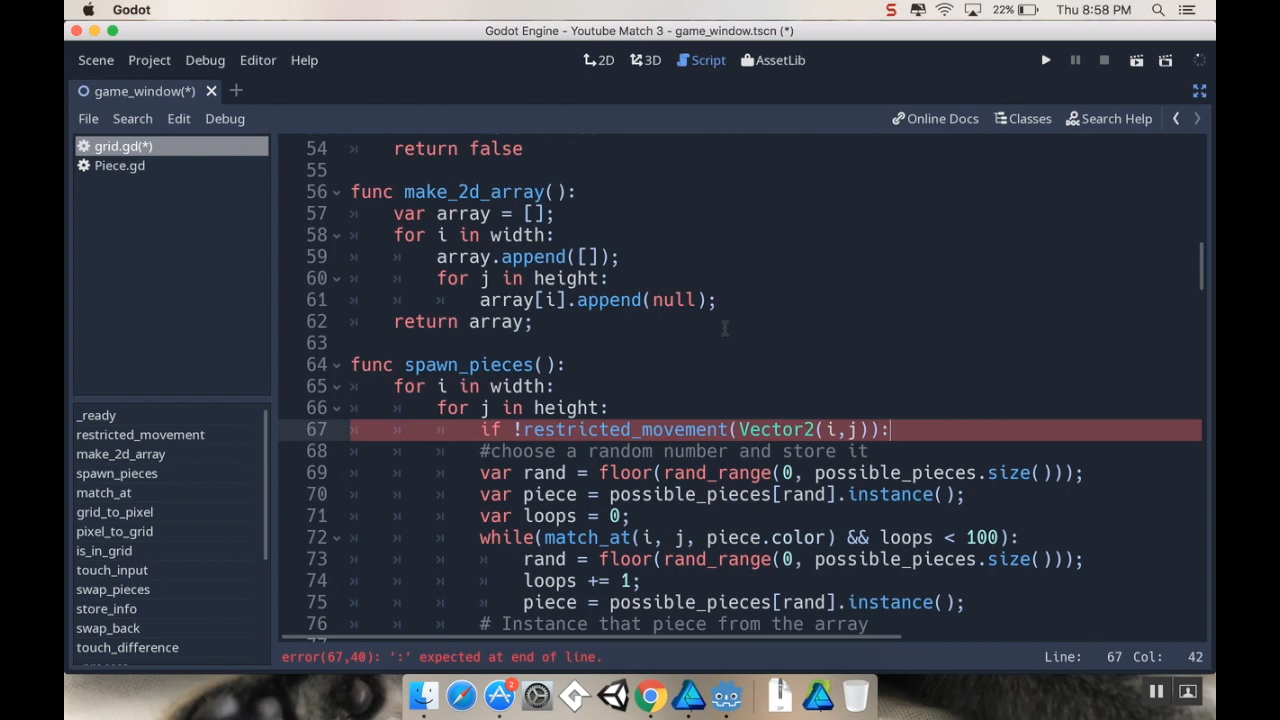 Godot
22%
Thu 8:58 PM
Godot Engine - Youtube Match 3 - game_window.tscn (*)
Scene Project Debug Editor Help
2D 3D Script AssetLib
game_window(*)
File Search Edit Debug
Online Docs Classes Search Help
grid.gd(*)
Piece.gd
_ready
restricted_movement
make_2d_array
spawn_pieces
match_at
grid_to_pixel
pixel_to_grid
is_in_grid
touch_input
swap_pieces
store_info
swap_back
touch_difference
54 return false
55
56 func make_2d_array():
57 var array = [];
58 for i in width:
59 array.append([]);
60 for j in height:
61 array[i].append(null);
62 return array;
63
64 func spawn_pieces():
65 for i in width:
66 for j in height:
67 if !restricted_movement(Vector2(i,j)):
68 #choose a random number and store it
69 var rand = floor(rand_range(0, possible_pieces.size()));
70 var piece = possible_pieces[rand].instance();
71 var loops = 0;
72 while(match_at(i, j, piece.color) && loops < 100):
73 rand = floor(rand_range(0, possible_pieces.size()));
74 loops += 1;
75 piece = possible_pieces[rand].instance();
76 # Instance that piece from the array
error(67,40): ':' expected at end of line.
Line: 67 Col: 42
2